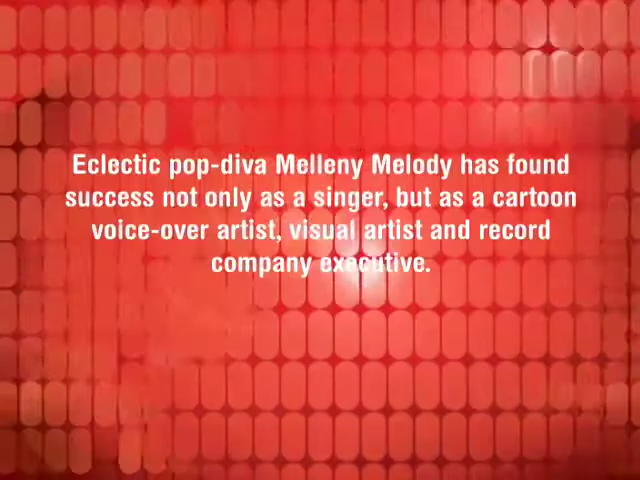 Eclectic pop-diva Melleny Melody has found
success not only as a singer, but as a cartoon
voice-over artist, visual artist and record
company executive.